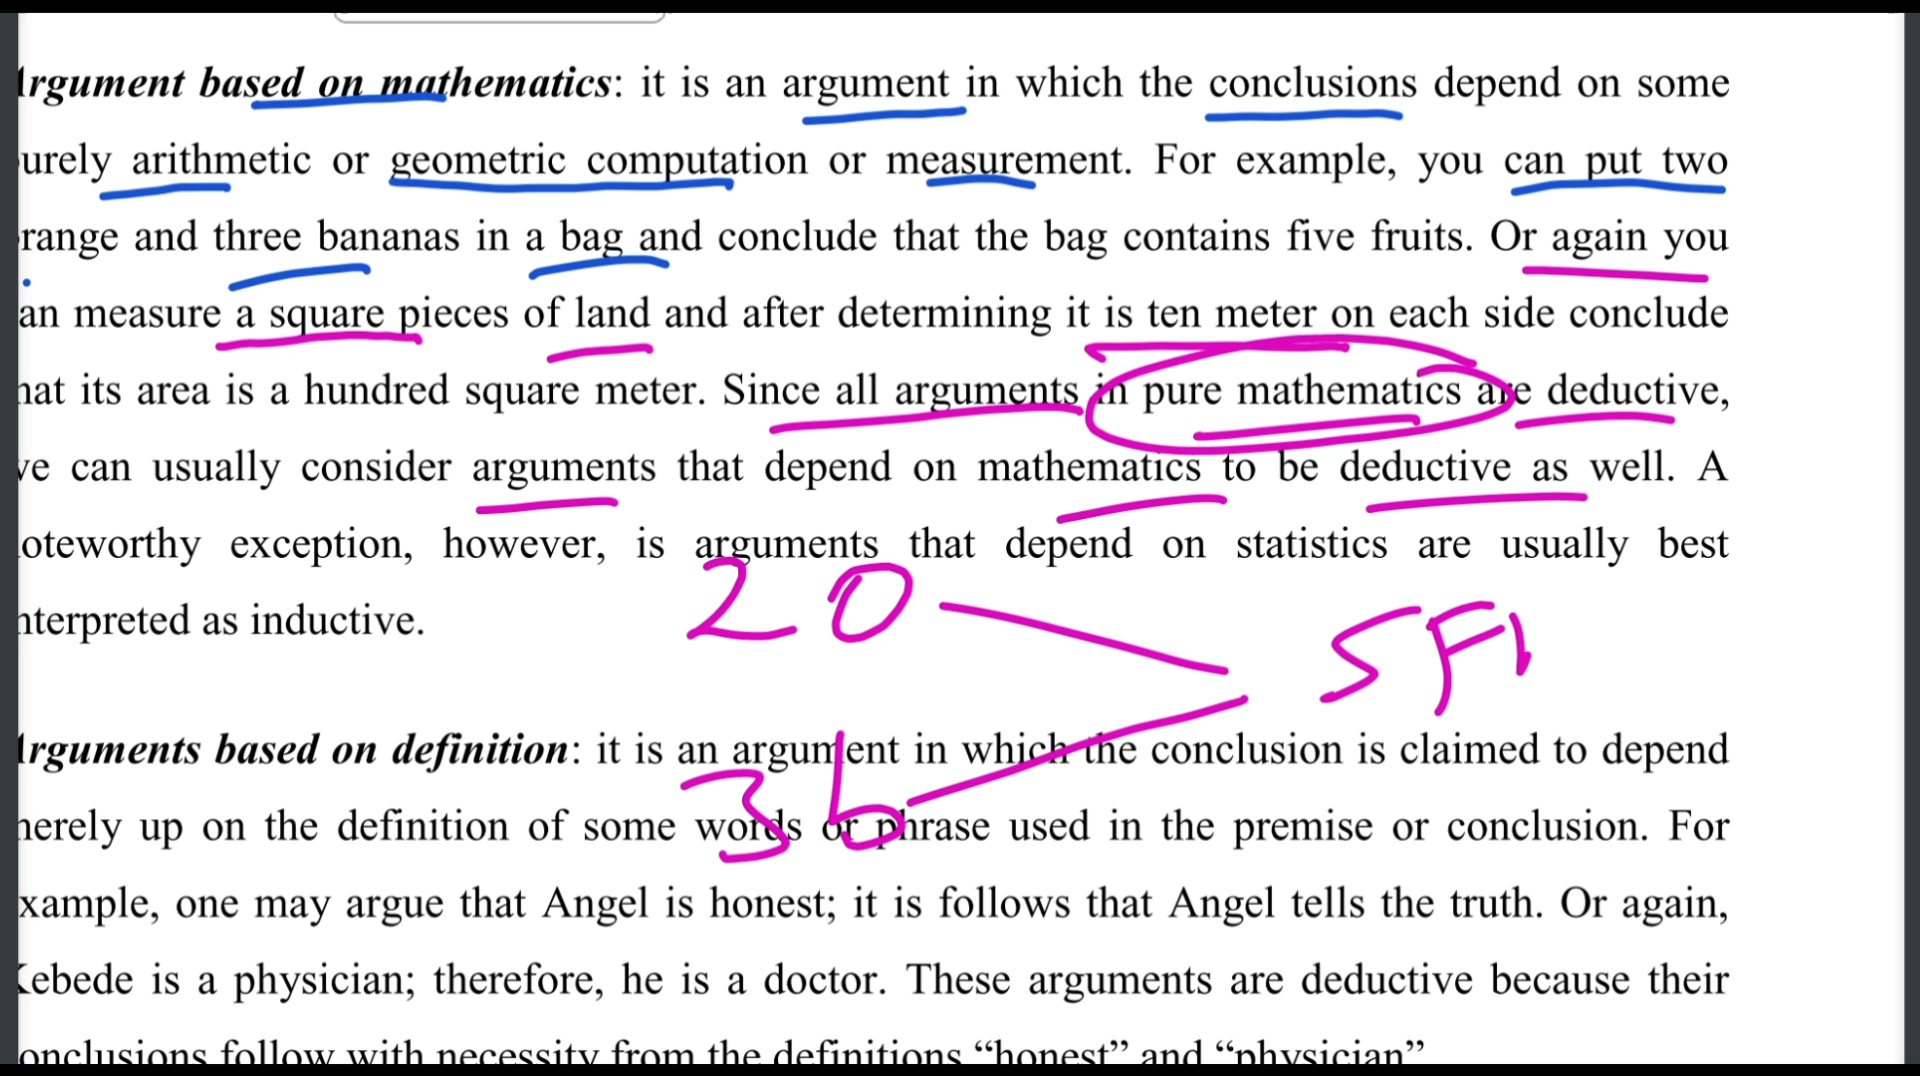 rgument based on mathematics: it is an argument in which the conclusions depend on some
urely arithmetic or geometric computation or measurement. For example, you can put two
range and three bananas in a bag and conclude that the bag contains five fruits. Or again you
an measure a square pieces of land and after determining it is ten meter on each side conclude
hat its area is a hundred square meter. Since all arguments in pure mathematics are deductive,
ve can usually consider arguments that depend on mathematics to be deductive as well. A
oteworthy exception, however, is arguments that depend on statistics are usually best
nterpreted as inductive.
20
5F
rguments based on definition: it is an argument in which the conclusion is claimed to depend
3b
herely up on the definition of some words or phrase used in the premise or conclusion. For
xample, one may argue that Angel is honest; it is follows that Angel tells the truth. Or again,
Kebede is a physician; therefore, he is a doctor. These arguments are deductive because their
onclusions follow with necessity from the definitions “honest” and “physician”